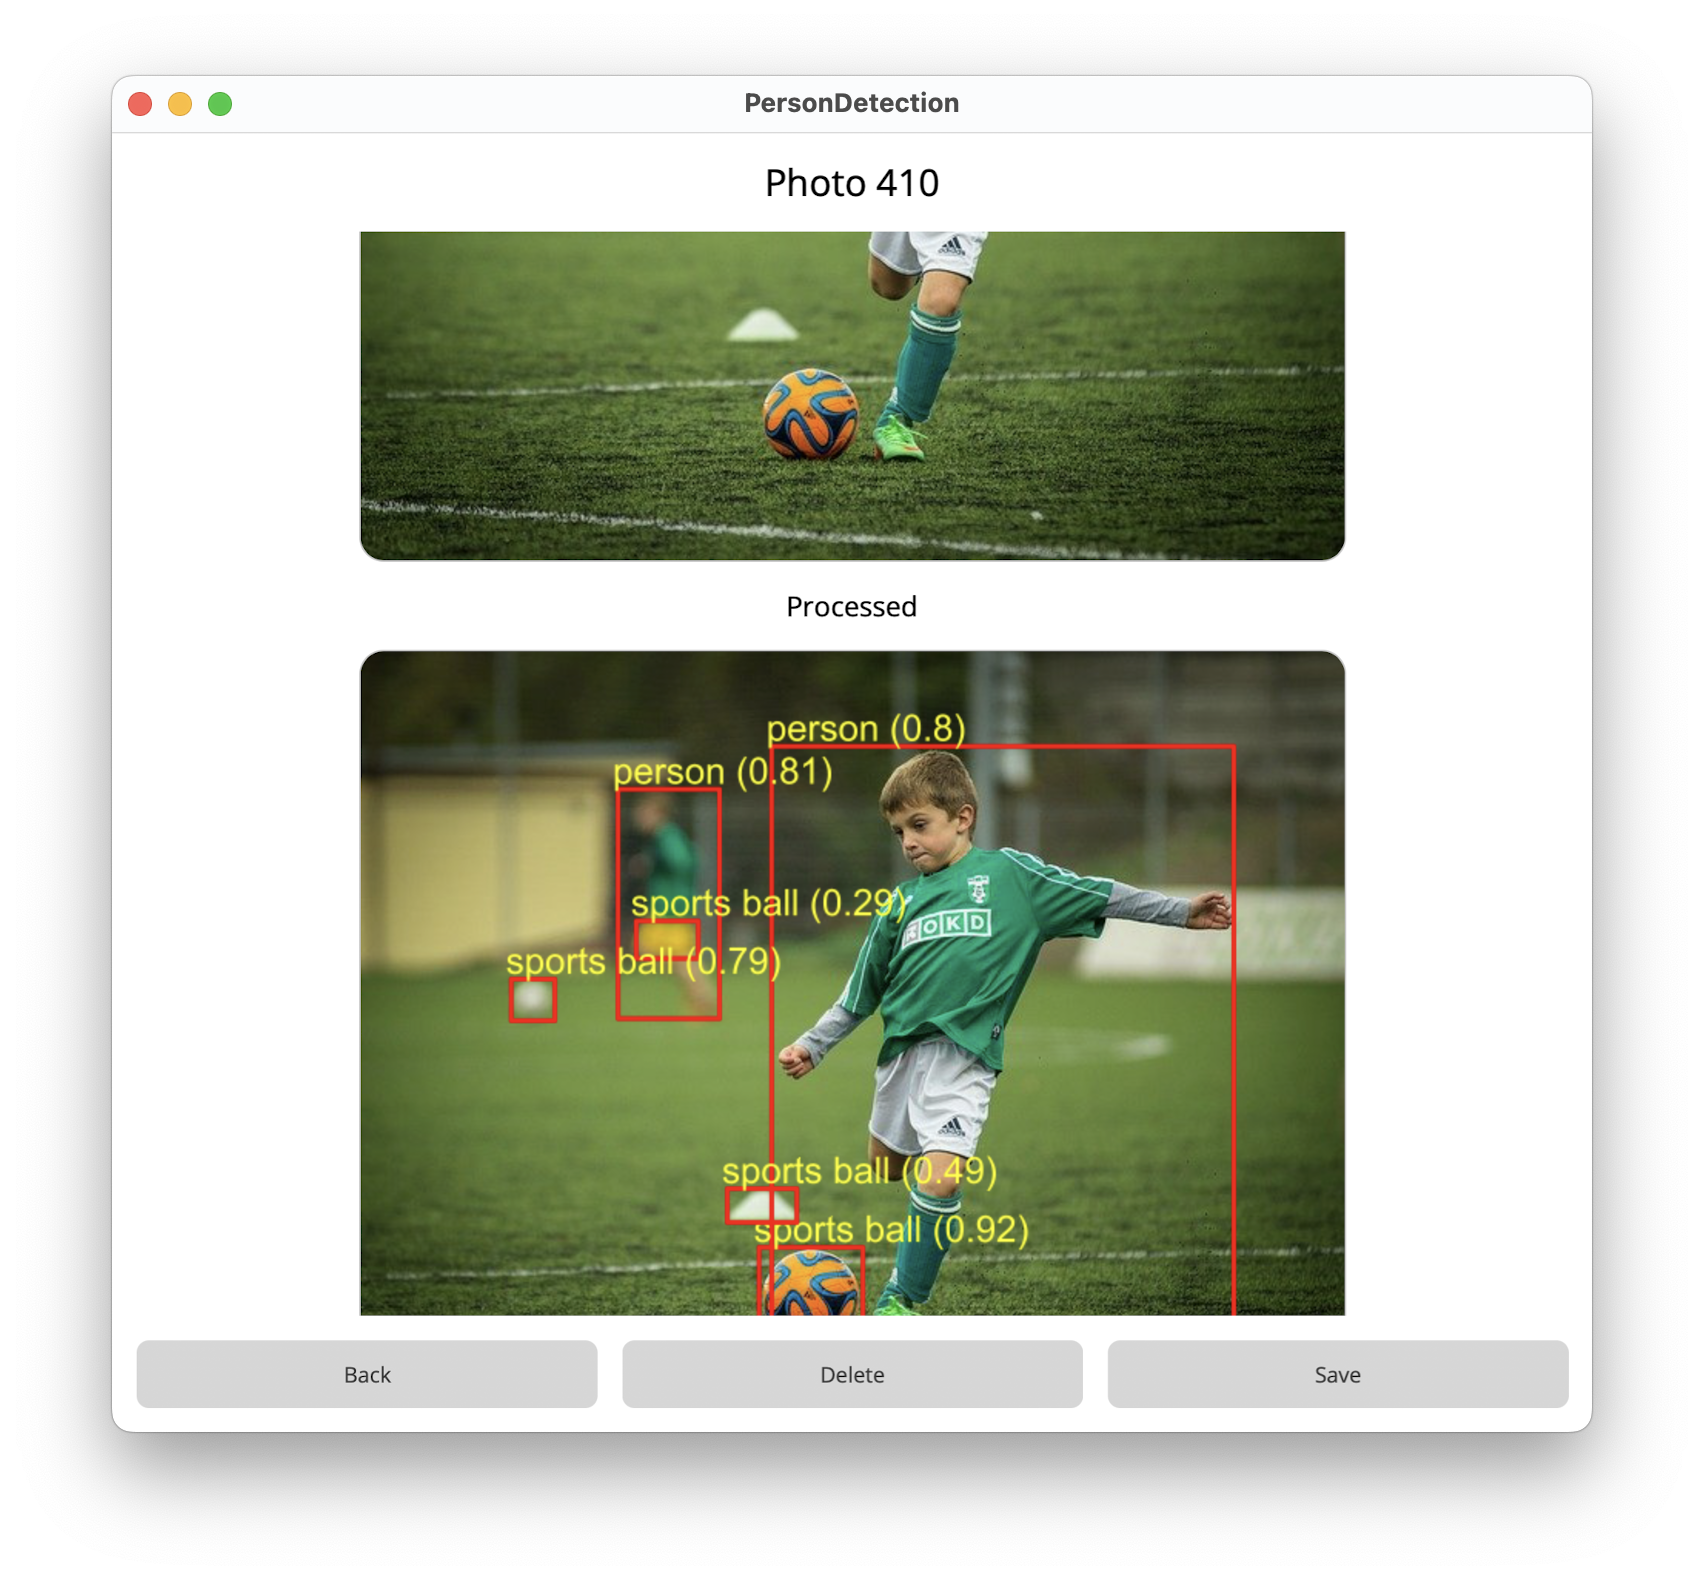 PersonDetection
Photo 410
adidas
Processed
person (0.8)
person (0.81)
sports ball (0.29)
OKD
sports ball (0.79)
sports ball (0.49)
sports ball (0.92)
Back
Delete
Save